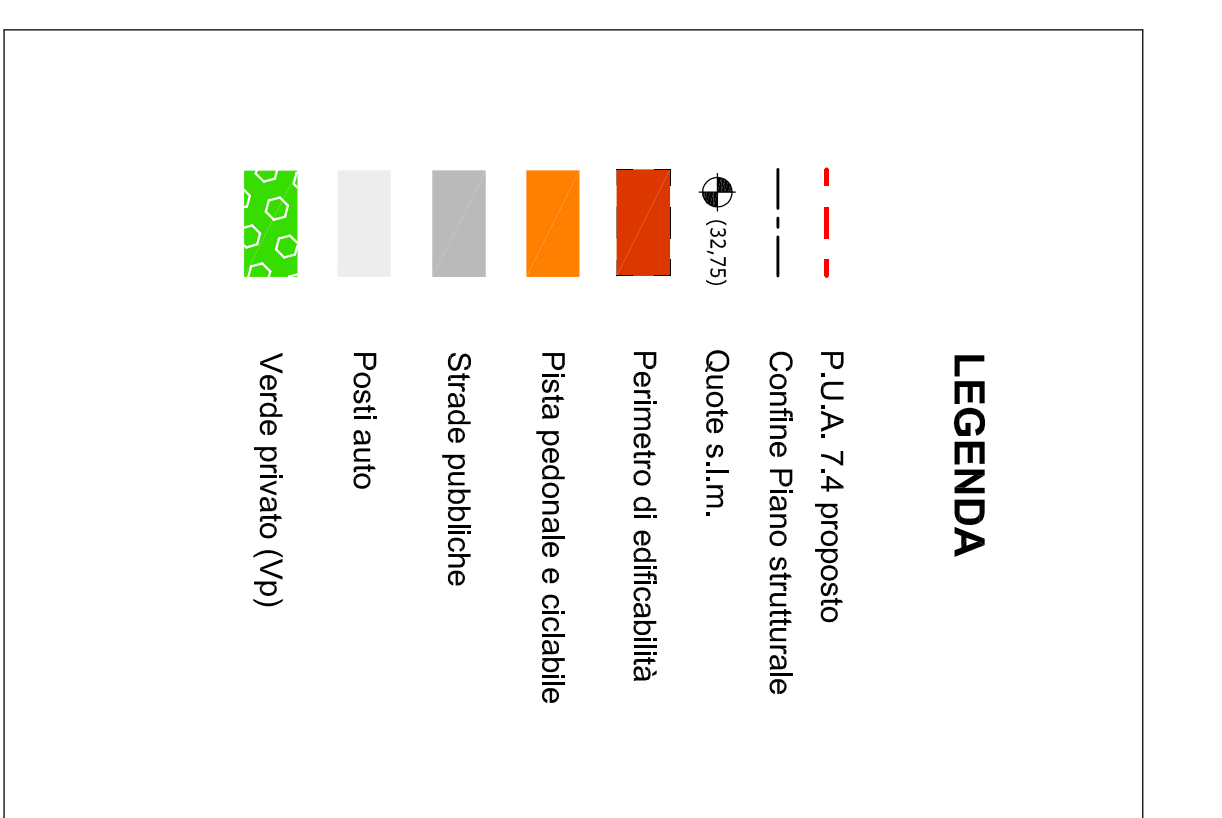 LEGENDA
P.U.A. 7.4 proposto
Confine Piano strutturale
(32,75) Quote s.l.m.
Perimetro di edificabilità
Pista pedonale e ciclabile
Strade pubbliche
Posti auto
Verde privato (Vp)